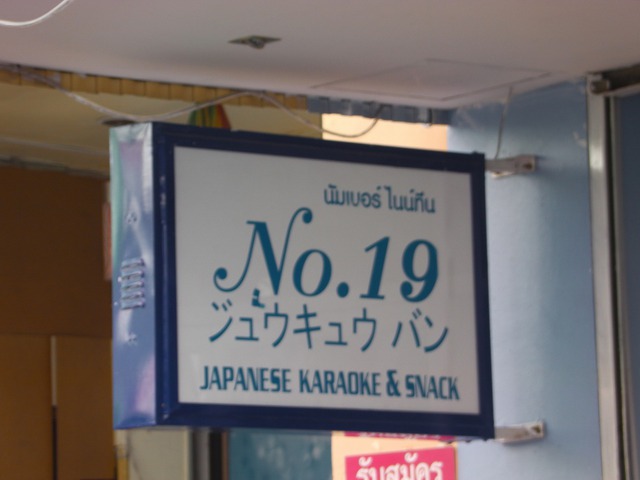 นัมเบอร์ ไนน์ทีน
No.19
ジュウキュウ バン
JAPANESE KARAOKE & SNACK
รับสมัคร